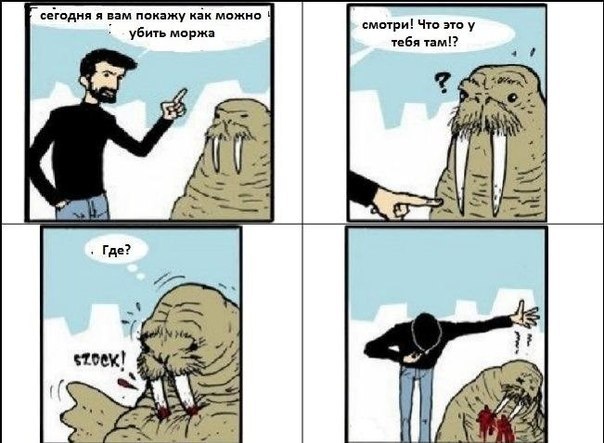 сегодня я вам покажу как можно
убить моржа
смотри! Что это у
тебя там!?
?
Где?
SZOCK!